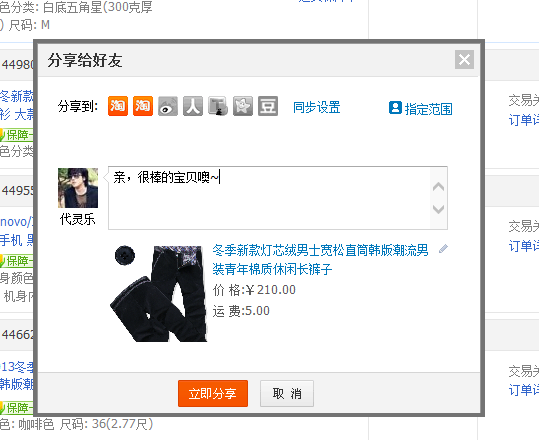 色分类: 白底五角星(300克厚
) 尺码: M
分享给好友
4498
冬新款
衫 大
交易关
订单详
保障
色分类
分享到:
淘 淘 人 豆
同步设置
指定范围
亲，很棒的宝贝噢~
代灵乐
4495
novo/
手机 黑
交易关
订单详
保障
身颜色
机身内
冬季新款灯芯绒男士宽松直筒韩版潮流男
装青年棉质休闲长裤子
价 格:￥210.00
运 费:5.00
44662
13冬季
韩版潮
交易关
订单详
保障
立即分享
取 消
色: 咖啡色 尺码: 36(2.77尺)